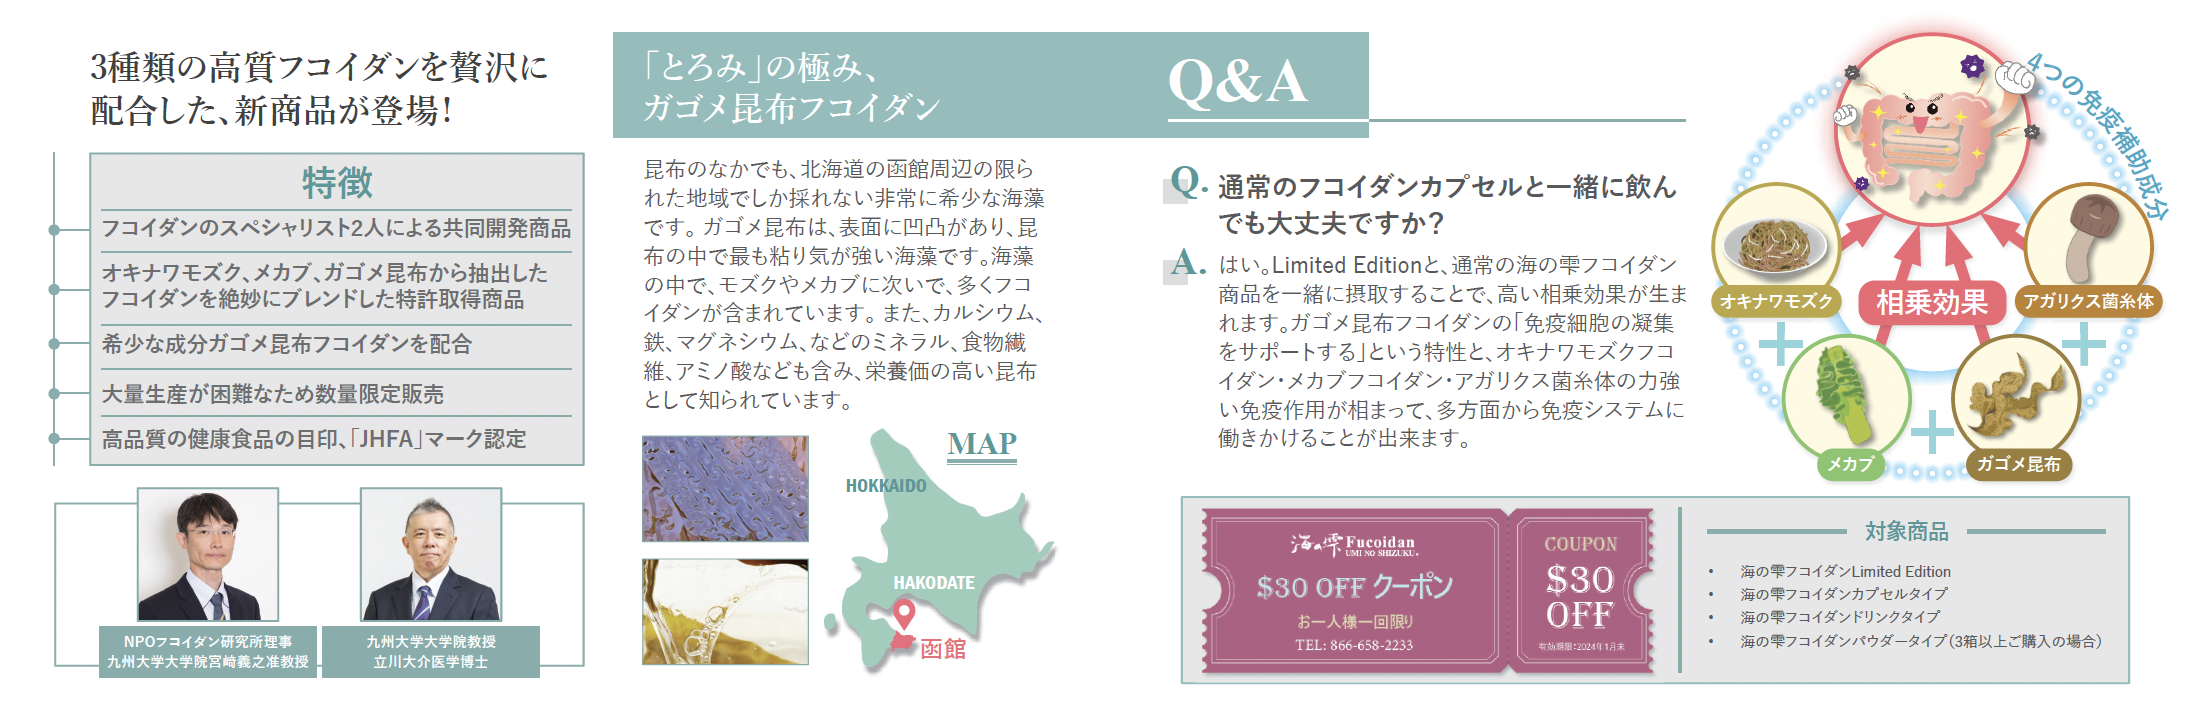 3種類の高質フコイダンを贅沢に
配合した、新商品が登場！
特徴
フコイダンのスペシャリスト2人による共同開発商品
オキナワモズク、メカブ、ガゴメ昆布から抽出した
フコイダンを絶妙にブレンドした特許取得商品
希少な成分ガゴメ昆布フコイダンを配合
大量生産が困難なため数量限定販売
高品質の健康食品の目印、「JHFA」マーク認定
NPOフコイダン研究所理事
九州大学大学院宮﨑義之准教授
九州大学大学院教授
立川大介医学博士
「とろみ」の極み、
ガゴメ昆布フコイダン
昆布のなかでも、北海道の函館周辺の限ら
れた地域でしか採れない非常に希少な海藻
です。ガゴメ昆布は、表面に凹凸があり、昆
布の中で最も粘り気が強い海藻です。海藻
の中で、モズクやメカブに次いで、多くフコ
イダンが含まれています。また、カルシウム、
鉄、マグネシウム、などのミネラル、食物繊
維、アミノ酸なども含み、栄養価の高い昆布
として知られています。
MAP
HOKKAIDO
HAKODATE
函館
Q&A
Q. 通常のフコイダンカプセルと一緒に飲ん
でも大丈夫ですか？
A. はい。Limited Editionと、通常の海の雫フコイダン
商品を一緒に摂取することで、高い相乗効果が生ま
れます。ガゴメ昆布フコイダンの「免疫細胞の凝集
をサポートする」という特性と、オキナワモズクフコ
イダン・メカブフコイダン・アガリクス菌糸体の力強
い免疫作用が相まって、多方面から免疫システムに
働きかけることが出来ます。
4つの免疫補助成分
オキナワモズク
相乗効果
アガリクス菌糸体
メカブ
ガゴメ昆布
海の雫 Fucoidan
UMI NO SHIZUKU®
$30 OFF クーポン
お一人様一回限り
TEL: 866-658-2233
COUPON
$30
OFF
有効期限：2024年1月末
対象商品
• 海の雫フコイダンLimited Edition
• 海の雫フコイダンカプセルタイプ
• 海の雫フコイダンドリンクタイプ
• 海の雫フコイダンパウダータイプ（3箱以上ご購入の場合）